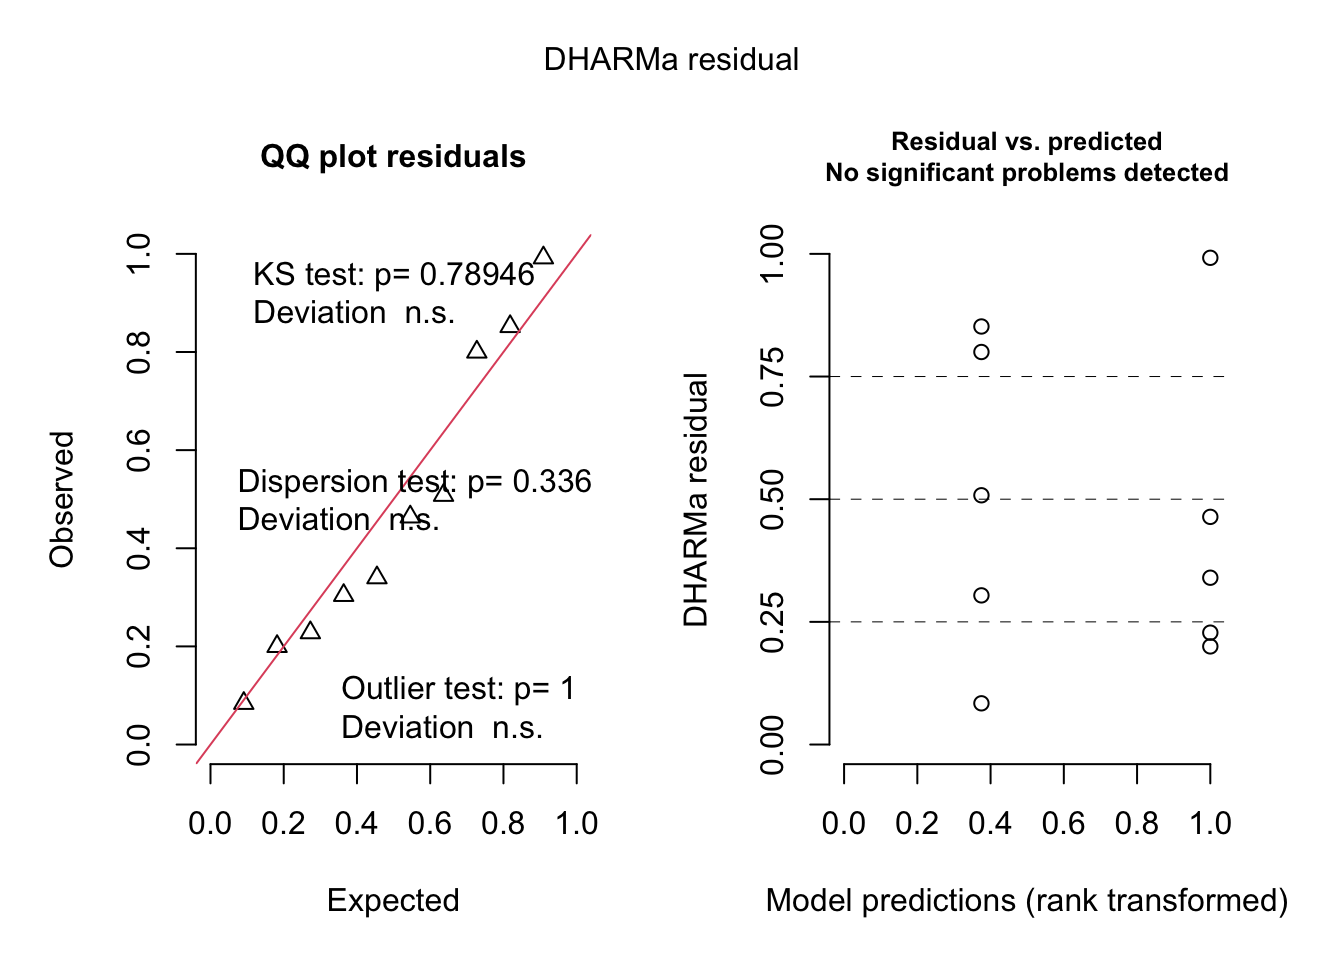 DHARMa residual
QQ plot residuals
KS test: p= 0.78946
Deviation  n.s.
Dispersion test: p= 0.336
Deviation  n.s.
Outlier test: p= 1
Deviation  n.s.
Observed
0.0 0.2 0.4 0.6 0.8 1.0
0.0 0.2 0.4 0.6 0.8 1.0
Expected
Residual vs. predicted
No significant problems detected
DHARMa residual
0.00 0.25 0.50 0.75 1.00
0.0 0.2 0.4 0.6 0.8 1.0
Model predictions (rank transformed)